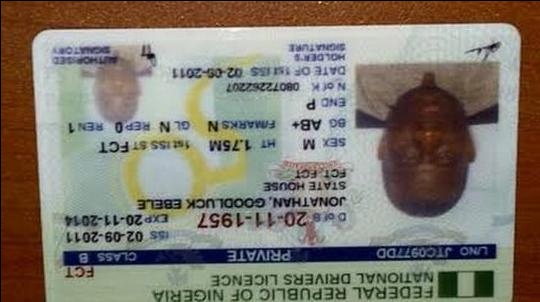 FEDERAL REPUBLIC OF NIGERIA
NATIONAL DRIVERS LICENCE
L/NO JTC0977DD PRIVATE CLASS B
FCT
ISS 02-09-2011
D of B 20-11-1957 EXP 20-11-2014
JONATHAN, GOODLUCK EBELE
STATE HOUSE
FCT. FCT
SEX M HT 1.75M 1st ISS ST FCT
BG AB+ F/MARKS N GL N REP 0 REN 1
END P
N of K 08072262207
DATE OF 1st ISS 02-09-2011
HOLDER'S SIGNATURE
AUTHORISED SIGNATORY